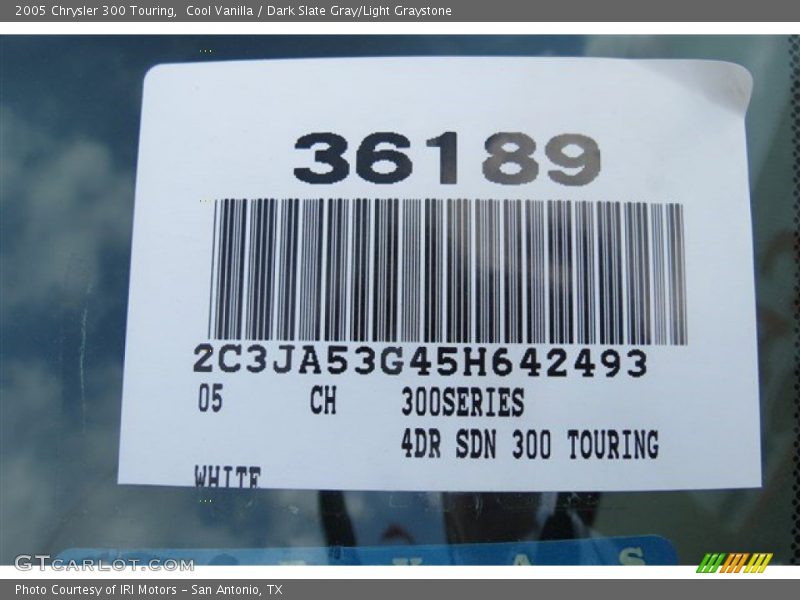 2005 Chrysler 300 Touring,  Cool Vanilla / Dark Slate Gray/Light Graystone
36189
2C3JA53G45H642493
05 CH 300SERIES
4DR SDN 300 TOURING
WHITE
GTCARLOT.COM
Photo Courtesy of IRI Motors – San Antonio, TX